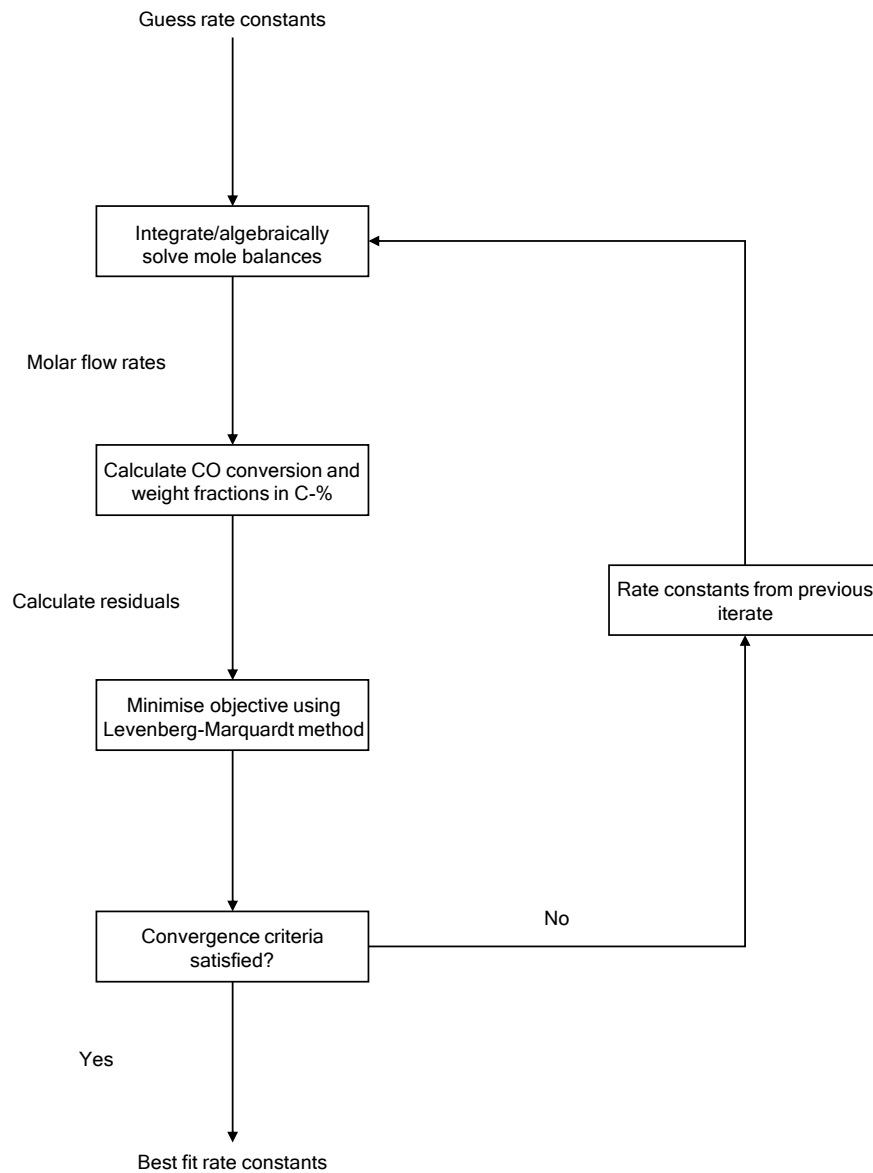 Guess rate constants
Integrate/algebraically
solve mole balances
Molar flow rates
Calculate CO conversion and
weight fractions in C-%
Calculate residuals
Rate constants from previous
iterate
Minimise objective using
Levenberg-Marquardt method
No
Convergence criteria
satisfied?
Yes
Best fit rate constants